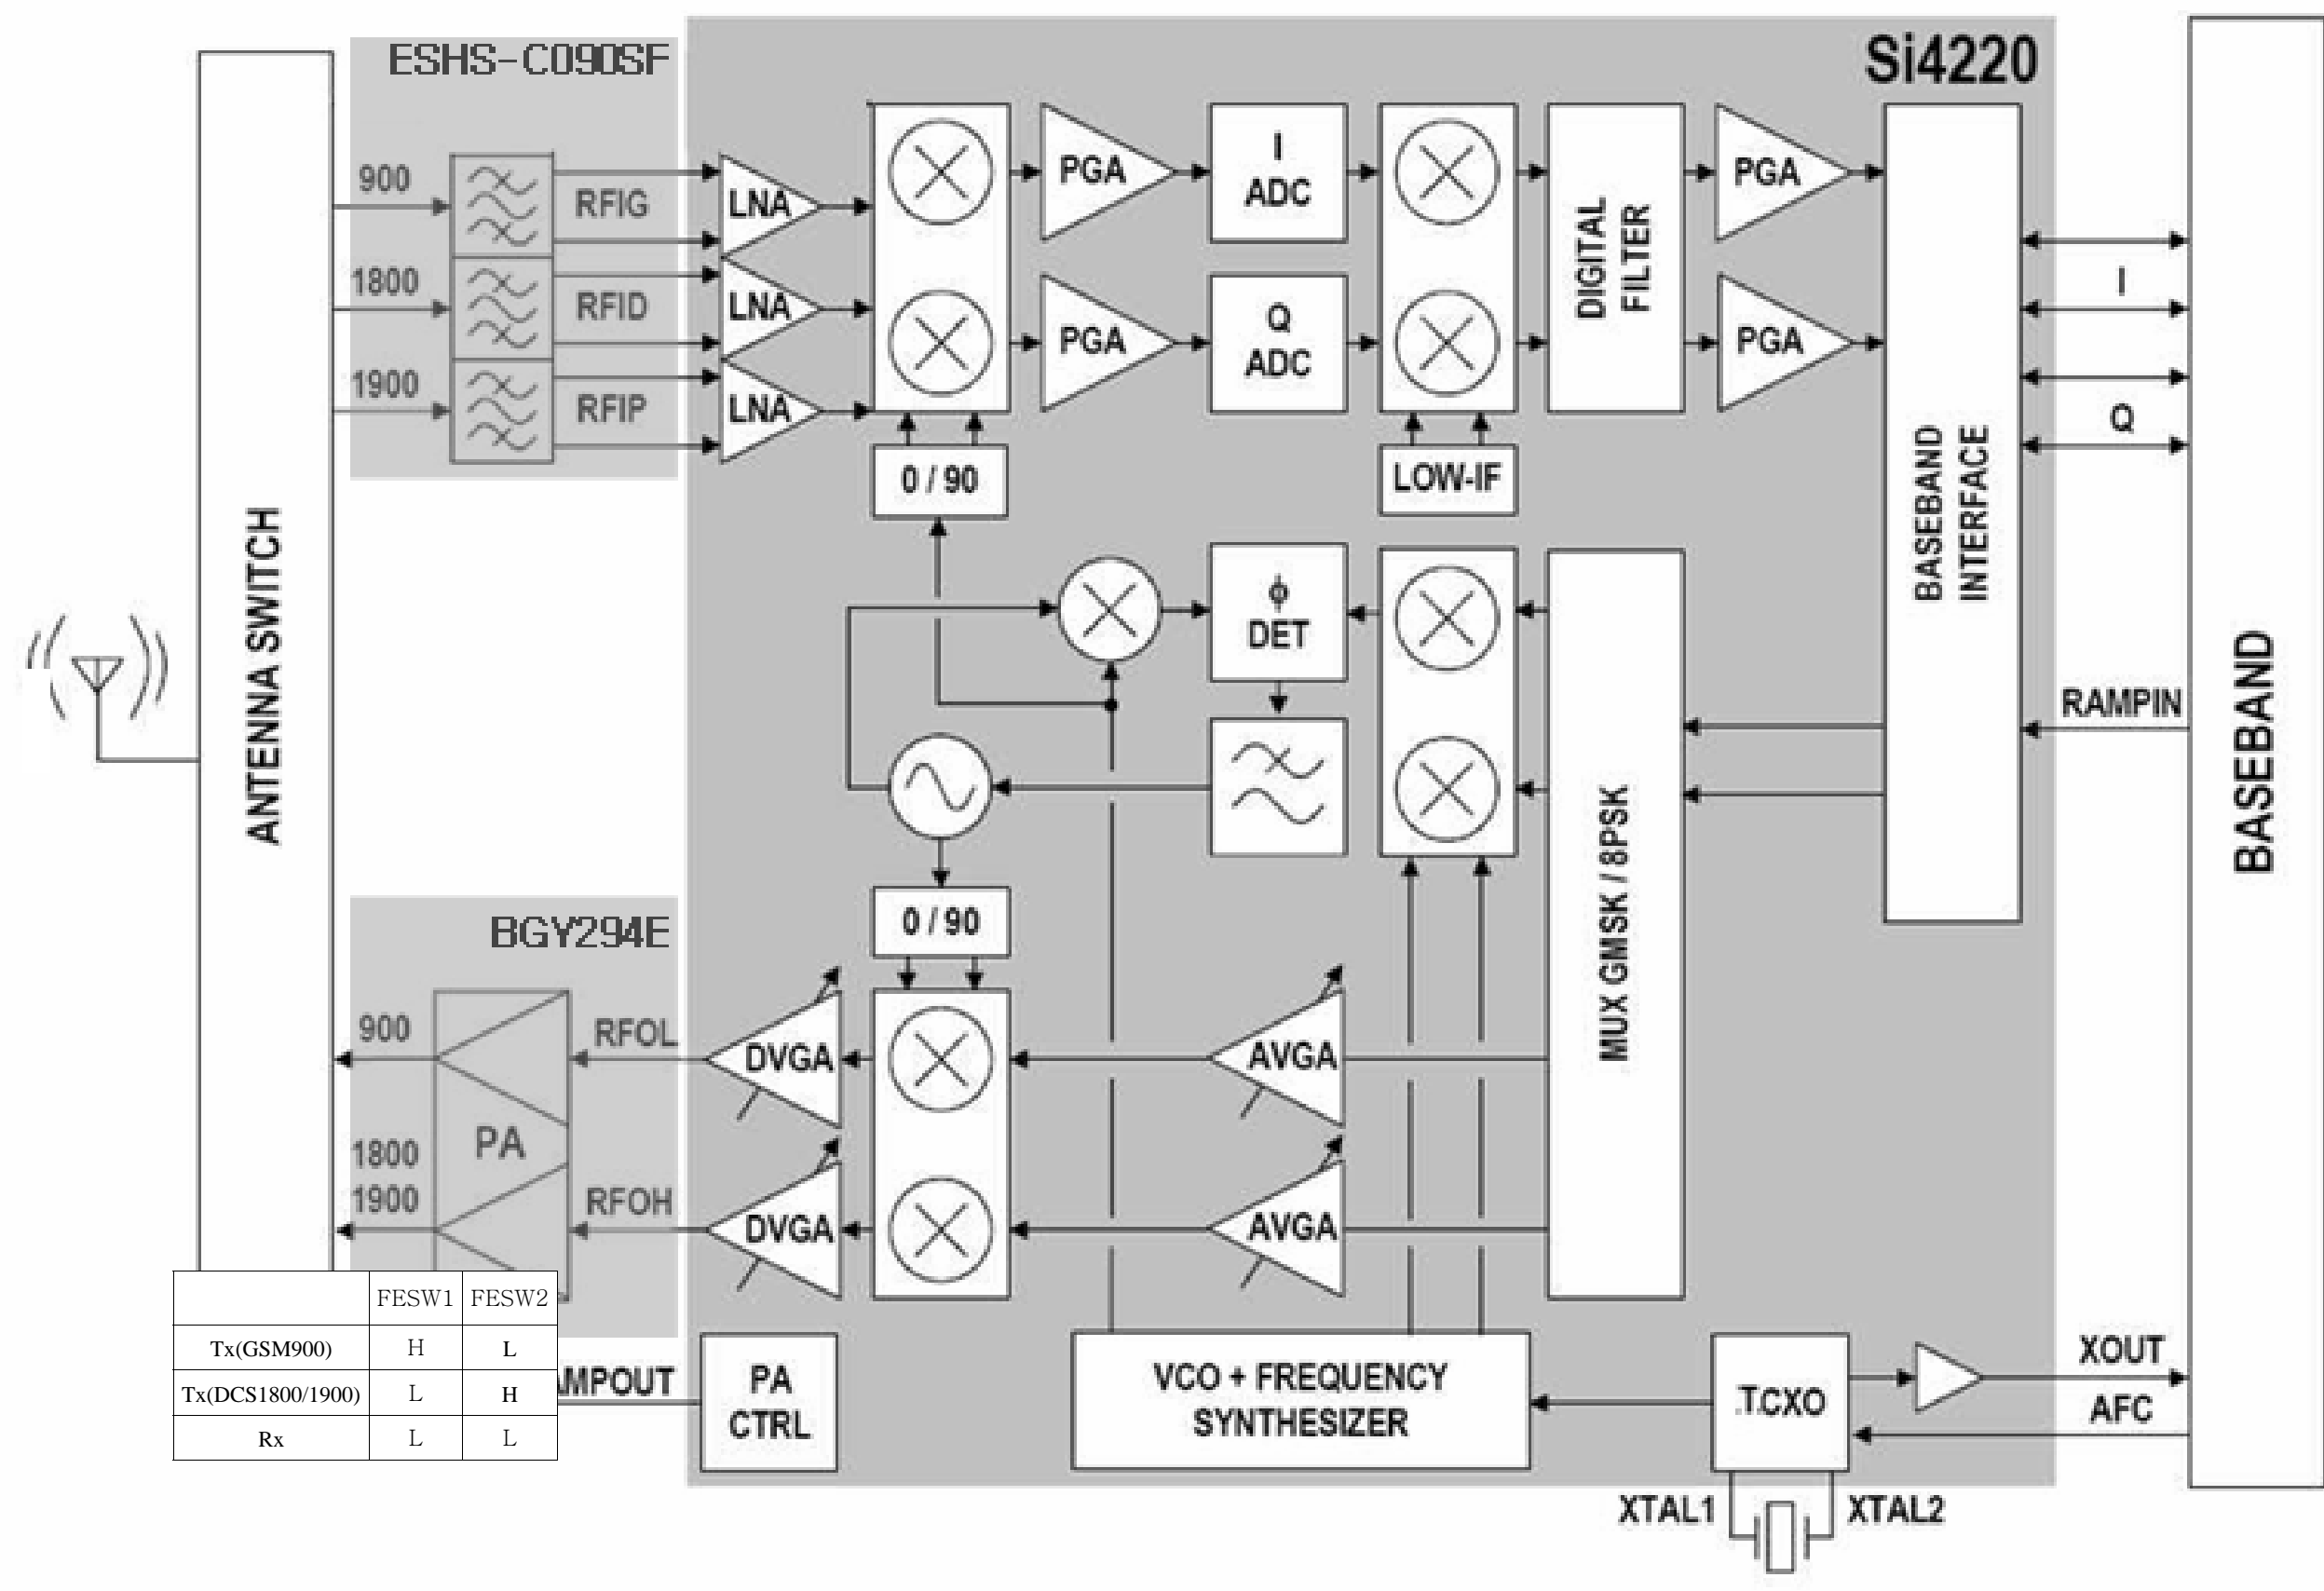 ESHS-C090SF
Si4220
900
RFIG
LNA
PGA
I
ADC
PGA
1800
RFID
LNA
DIGITAL
FILTER
I
1900
RFIP
LNA
PGA
Q
ADC
PGA
Q
0 / 90
LOW-IF
BASEBAND
INTERFACE
ANTENNA SWITCH
ϕ
DET
RAMPIN
BASEBAND
MUX GMSK / 8PSK
BGY294E
0 / 90
900
RFOL
DVGA
AVGA
PA
1800
1900
RFOH
DVGA
AVGA
FESW1 FESW2
Tx(GSM900) H L
Tx(DCS1800/1900) L H
Rx L L
AMPOUT
PA
CTRL
VCO + FREQUENCY
SYNTHESIZER
.T.CXO
XOUT
AFC
XTAL1
XTAL2